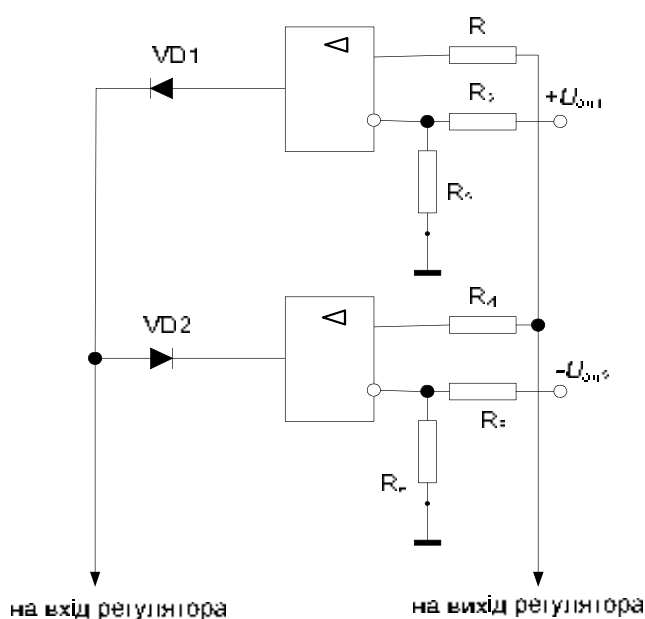 R
VD1
R
+U
R
R
VD2
-U
R
R
на вхід регулятора
на вихід регулятора